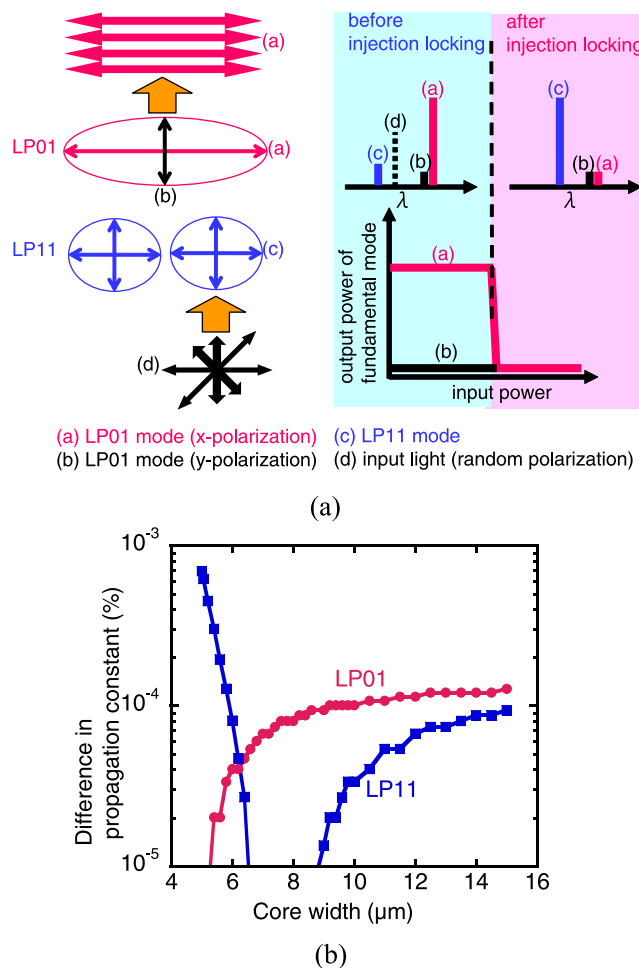 (a)
LP01
(a)
(b)
LP11
(c)
(d)
before
injection locking
after
injection locking
(a)
(d)
(c)
(b)
λ
(c)
(b)
(a)
λ
output power of
fundamental mode
(a)
(b)
input power
(a) LP01 mode (x-polarization)
(b) LP01 mode (y-polarization)
(c) LP11 mode
(d) input light (random polarization)
(a)
Difference in
propagation constant (%)
10⁻³
10⁻⁴
10⁻⁵
LP01
LP11
4 6 8 10 12 14 16
Core width (µm)
(b)